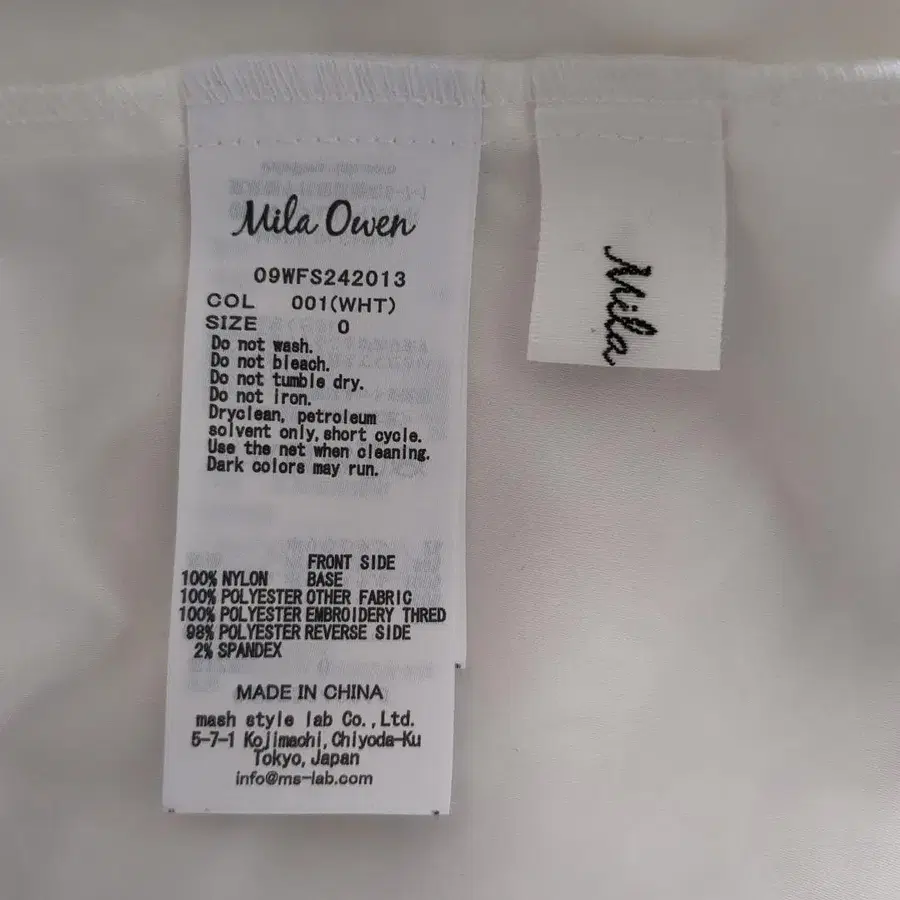 Mila Owen
09WFS242013
COL 001(WHT)
SIZE 0
Do not wash.
Do not bleach.
Do not tumble dry.
Do not iron.
Dryclean, petroleum
solvent only, short cycle.
Use the net when cleaning.
Dark colors may run.
FRONT SIDE
100% NYLON BASE
100% POLYESTER OTHER FABRIC
100% POLYESTER EMBROIDERY THRED
98% POLYESTER REVERSE SIDE
2% SPANDEX
MADE IN CHINA
mash style lab Co.,Ltd.
5-7-1 Kojimachi, Chiyoda-Ku
Tokyo, Japan
info@ms-lab.com
Mila